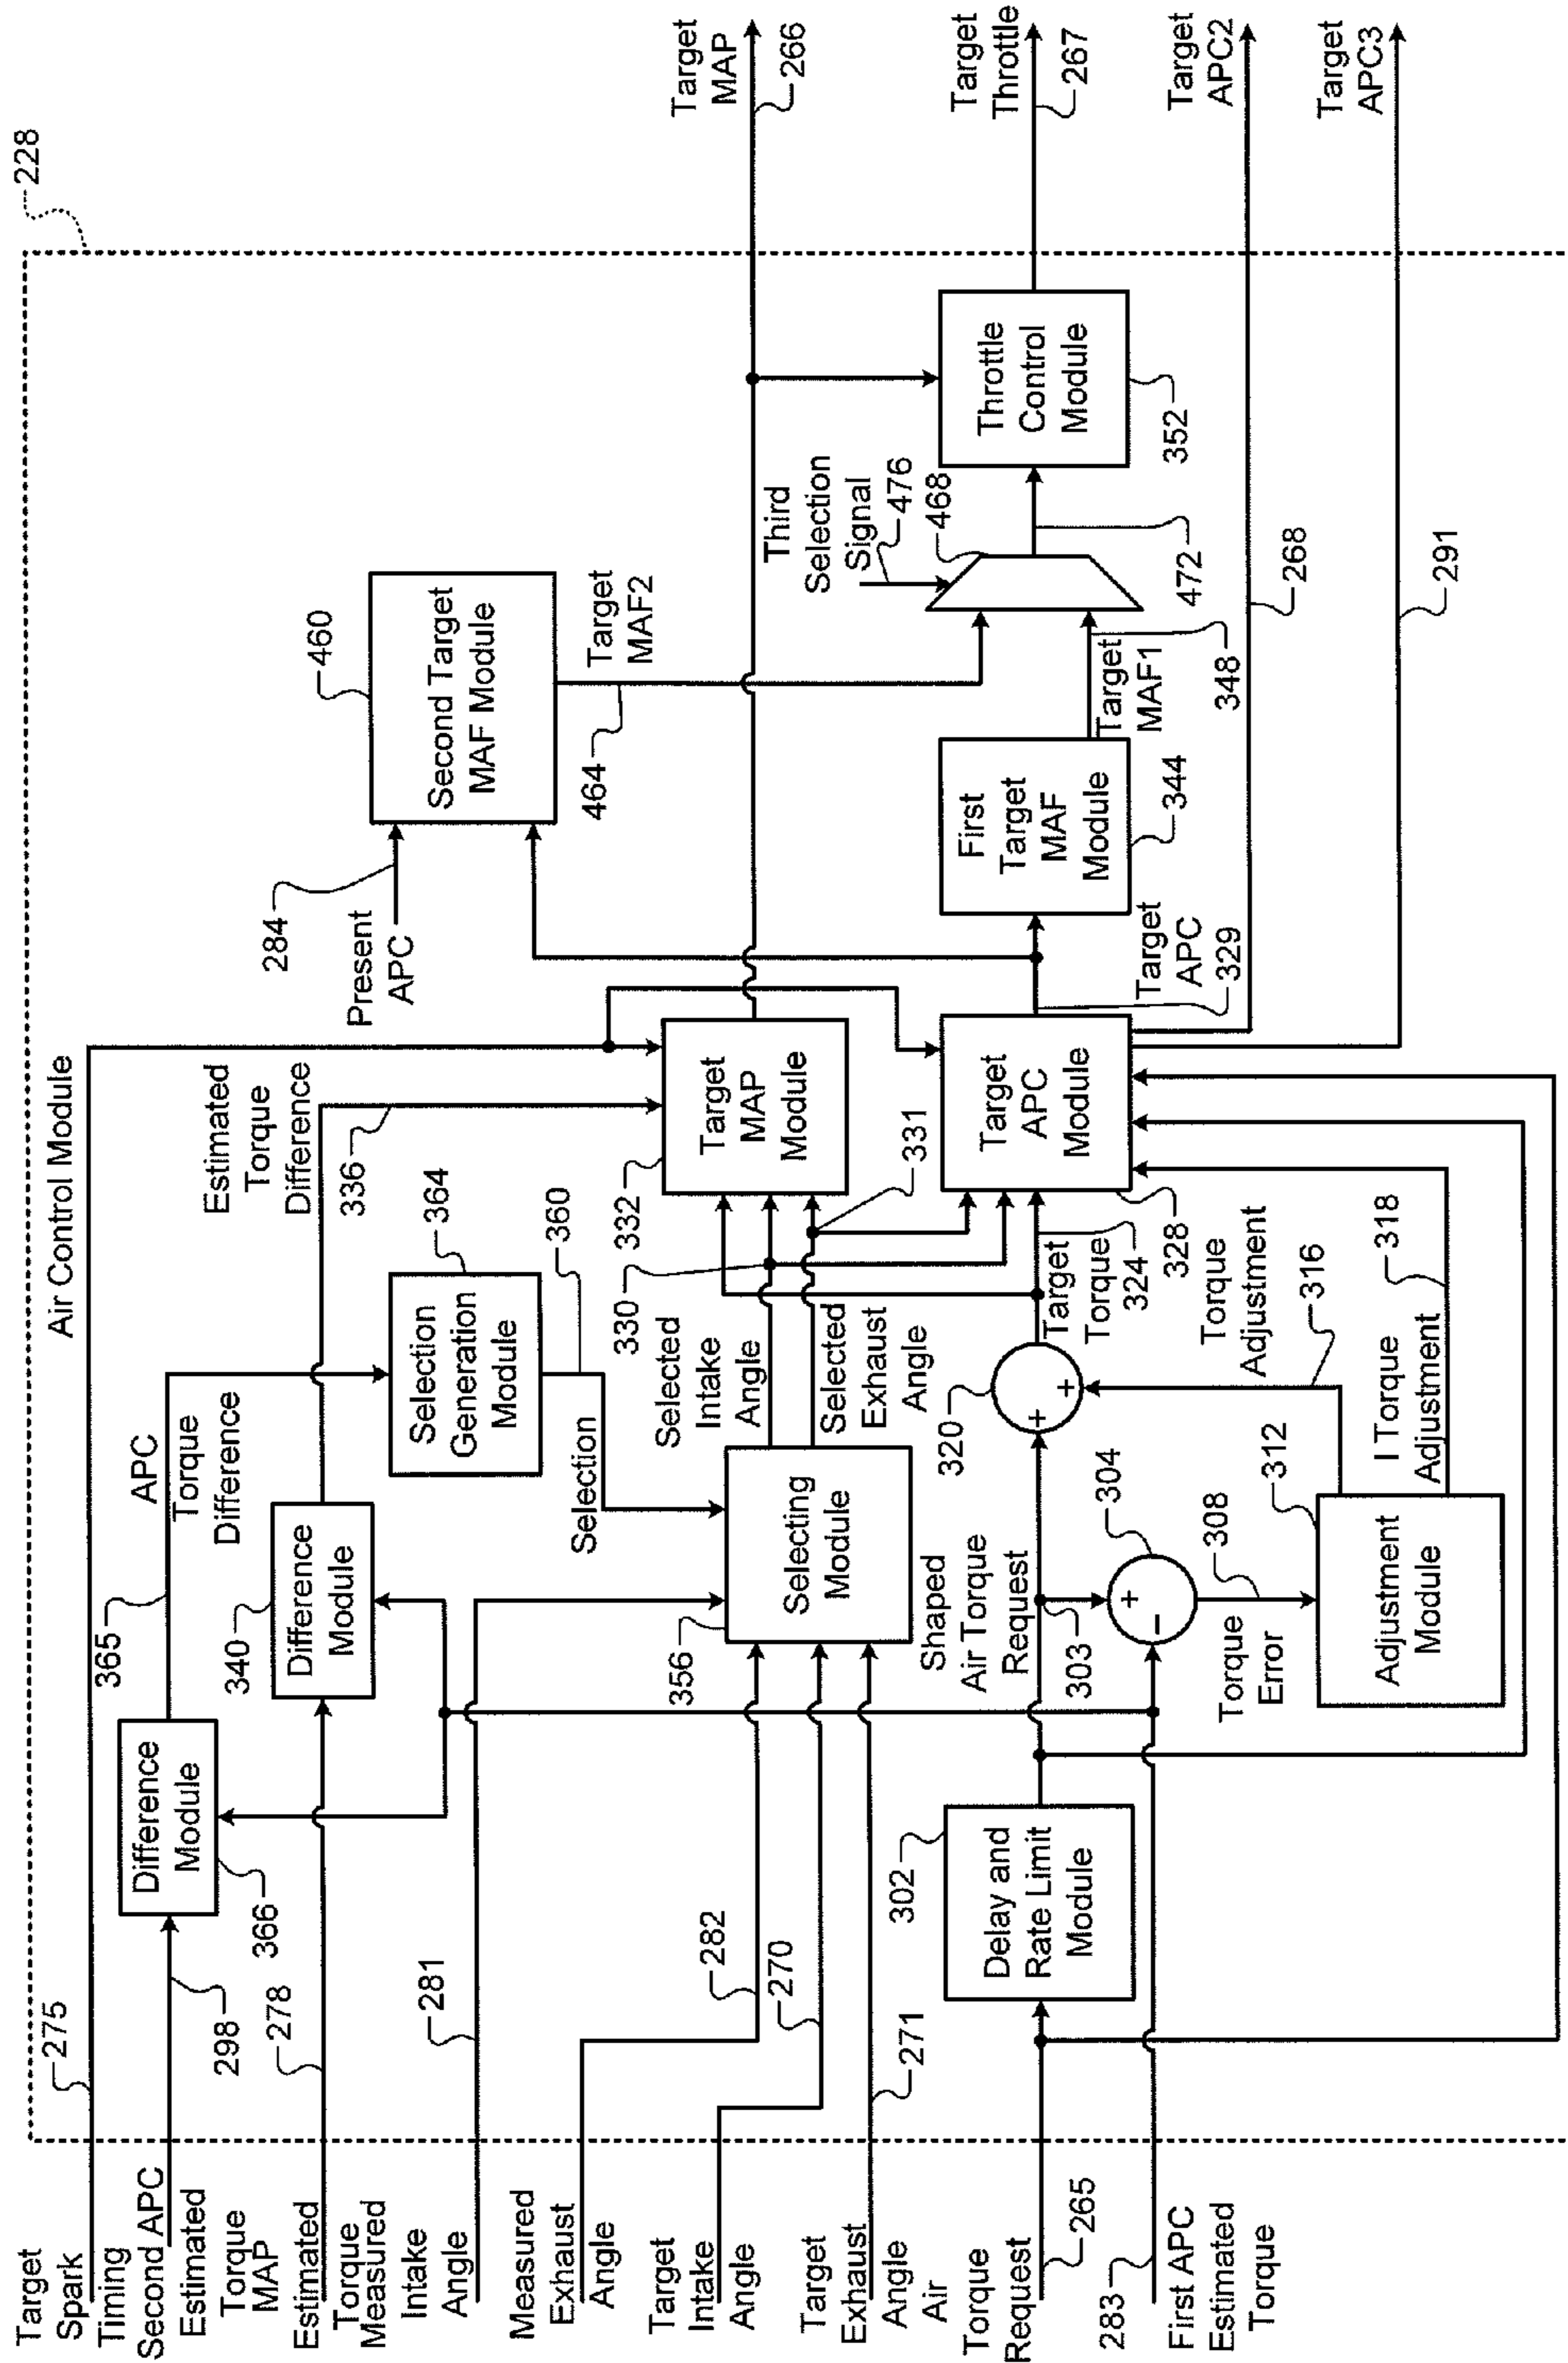 228
Air Control Module
Target
Spark
Timing
275
Second APC
Estimated
Torque
298
MAP
Estimated
Torque
278
Measured
Intake
Angle
281
Measured
Exhaust
Angle
282
Target
Intake
Angle
270
Target
Exhaust
Angle
271
Air
Torque
Request
265
283
First APC
Estimated
Torque
Difference
Module
366
365
APC
Torque
Difference
340
Difference
Module
Estimated
Torque
Difference
336
Selection
Generation
Module
364
360
Selection
356
Selecting
Module
Selected
Intake
Angle
330
Selected
Exhaust
Angle
331
332
Target
MAP
Module
302
Delay and
Rate Limit
Module
Shaped
Air Torque
Request
303
304
+
−
308
Torque
Error
312
Adjustment
Module
320
+
+
Target
Torque
324
Torque
Adjustment
316
I Torque
Adjustment
318
328
Target
APC
Module
Target
APC
329
284
Present
APC
460
Second Target
MAF Module
464
Target
MAF2
First
Target
MAF
Module
344
Target
MAF1
348
Third
Selection
Signal
476
468
472
Throttle
Control
Module
352
Target
MAP
266
Target
Throttle
267
Target
APC2
268
Target
APC3
291